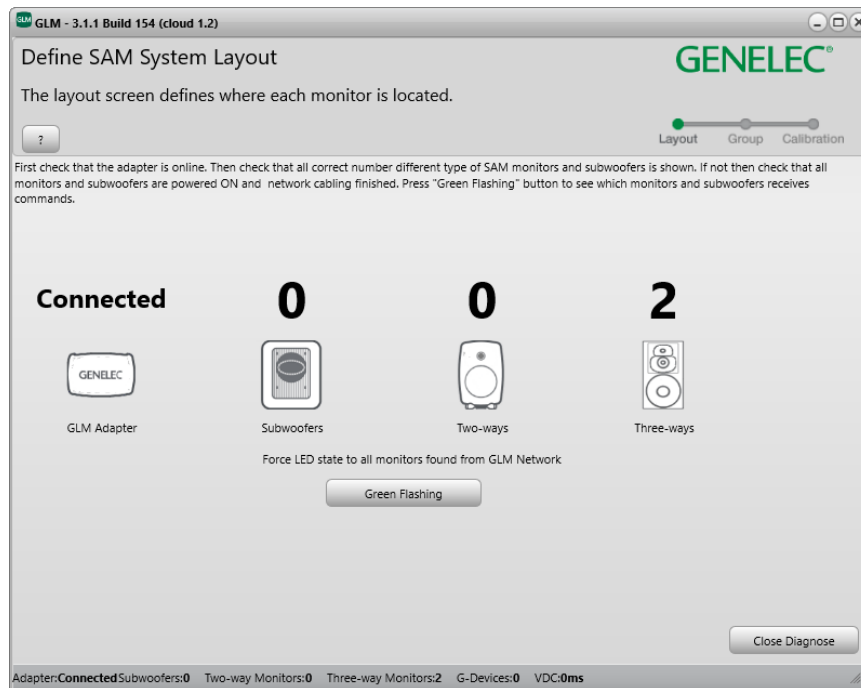 GLM GLM - 3.1.1 Build 154 (cloud 1.2)
Define SAM System Layout
GENELEC®
The layout screen defines where each monitor is located.
?
Layout Group Calibration
First check that the adapter is online. Then check that all correct number different type of SAM monitors and subwoofers is shown. If not then check that all
monitors and subwoofers are powered ON and network cabling finished. Press "Green Flashing" button to see which monitors and subwoofers receives
commands.
Connected 0 0 2
GENELEC
GLM Adapter Subwoofers Two-ways Three-ways
Force LED state to all monitors found from GLM Network
Green Flashing
Close Diagnose
Adapter:Connected Subwoofers:0 Two-way Monitors:0 Three-way Monitors:2 G-Devices:0 VDC:0ms